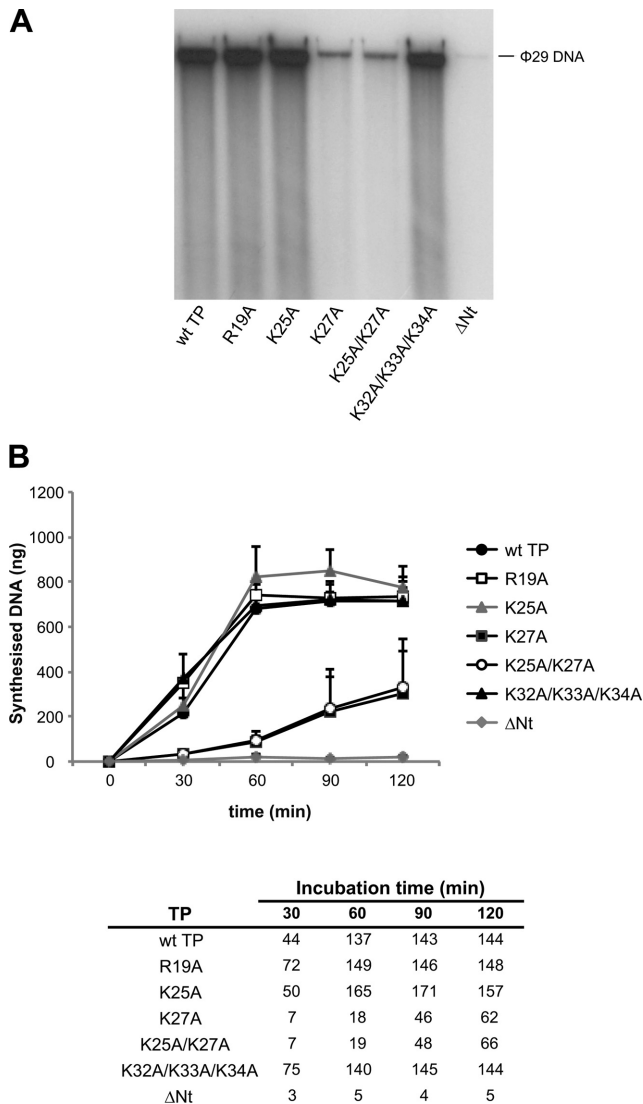 A
Φ29 DNA
wt TP R19A K25A K27A K25A/K27A K32A/K33A/K34A ΔNt
B
Synthesised DNA (ng)
1200
1000
800
600
400
200
0
0 30 60 90 120
time (min)
wt TP
R19A
K25A
K27A
K25A/K27A
K32A/K33A/K34A
ΔNt
Incubation time (min)
TP 30 60 90 120
wt TP 44 137 143 144
R19A 72 149 146 148
K25A 50 165 171 157
K27A 7 18 46 62
K25A/K27A 7 19 48 66
K32A/K33A/K34A 75 140 145 144
ΔNt 3 5 4 5